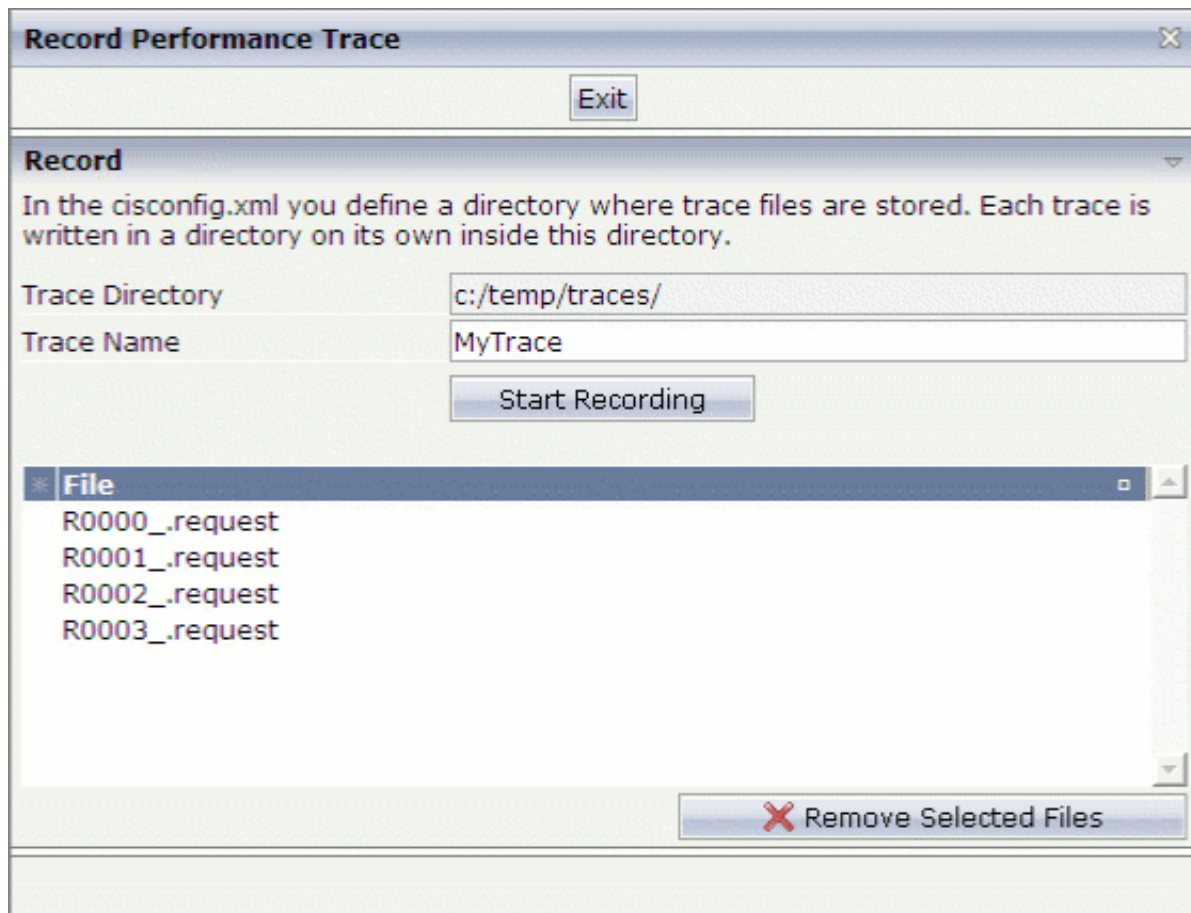 Record Performance Trace
Exit
Record
In the cisconfig.xml you define a directory where trace files are stored. Each trace is
written in a directory on its own inside this directory.
Trace Directory c:/temp/traces/
Trace Name MyTrace
Start Recording
File
R0000_.request
R0001_.request
R0002_.request
R0003_.request
Remove Selected Files